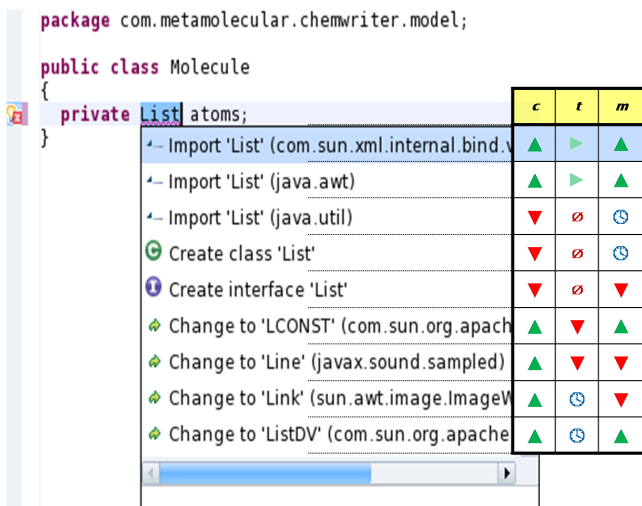 package com.metamolecular.chemwriter.model;
public class Molecule
{
private List atoms;
}
c t m
Import 'List' (com.sun.xml.internal.bind.v
Import 'List' (java.awt)
Import 'List' (java.util)
Create class 'List'
Create interface 'List'
Change to 'LCONST' (com.sun.org.apach
Change to 'Line' (javax.sound.sampled)
Change to 'Link' (sun.awt.image.ImageW
Change to 'ListDV' (com.sun.org.apache